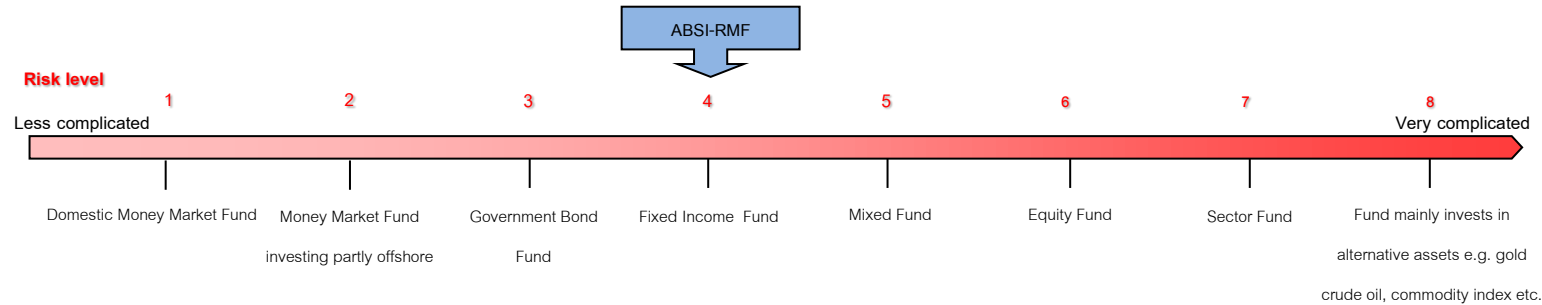 ABSI-RMF
Risk level
1 2 3 4 5 6 7 8
Less complicated Very complicated
Domestic Money Market Fund
Money Market Fund
investing partly offshore
Government Bond
Fund
Fixed Income Fund
Mixed Fund
Equity Fund
Sector Fund
Fund mainly invests in
alternative assets e.g. gold
crude oil, commodity index etc.